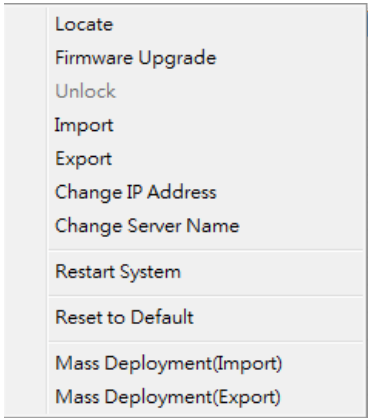 Locate
Firmware Upgrade
Unlock
Import
Export
Change IP Address
Change Server Name
Restart System
Reset to Default
Mass Deployment(Import)
Mass Deployment(Export)